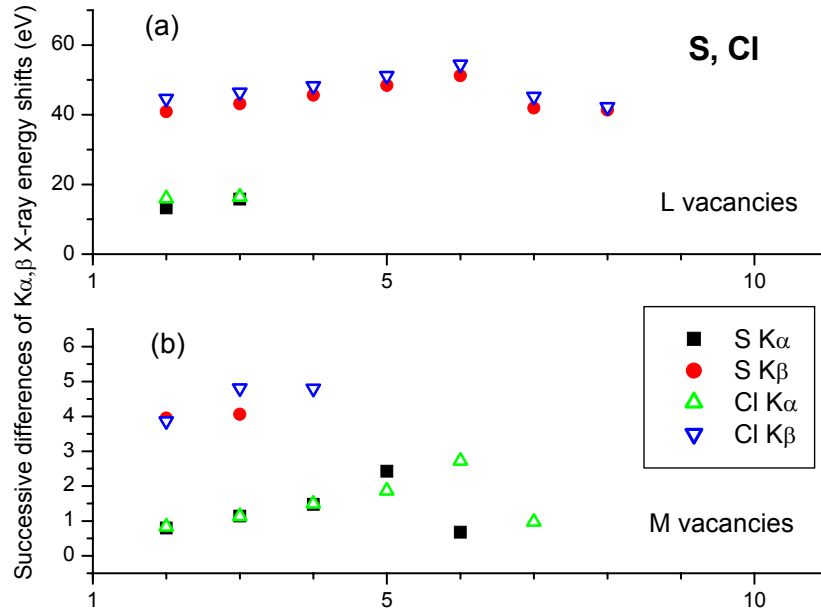 Successive differences of Kα,β X-ray energy shifts (eV)
(a)
S, Cl
60
40
20
0
L vacancies
1
5
10
(b)
6
5
4
3
2
1
0
S Kα
S Kβ
Cl Kα
Cl Kβ
M vacancies
1
5
10